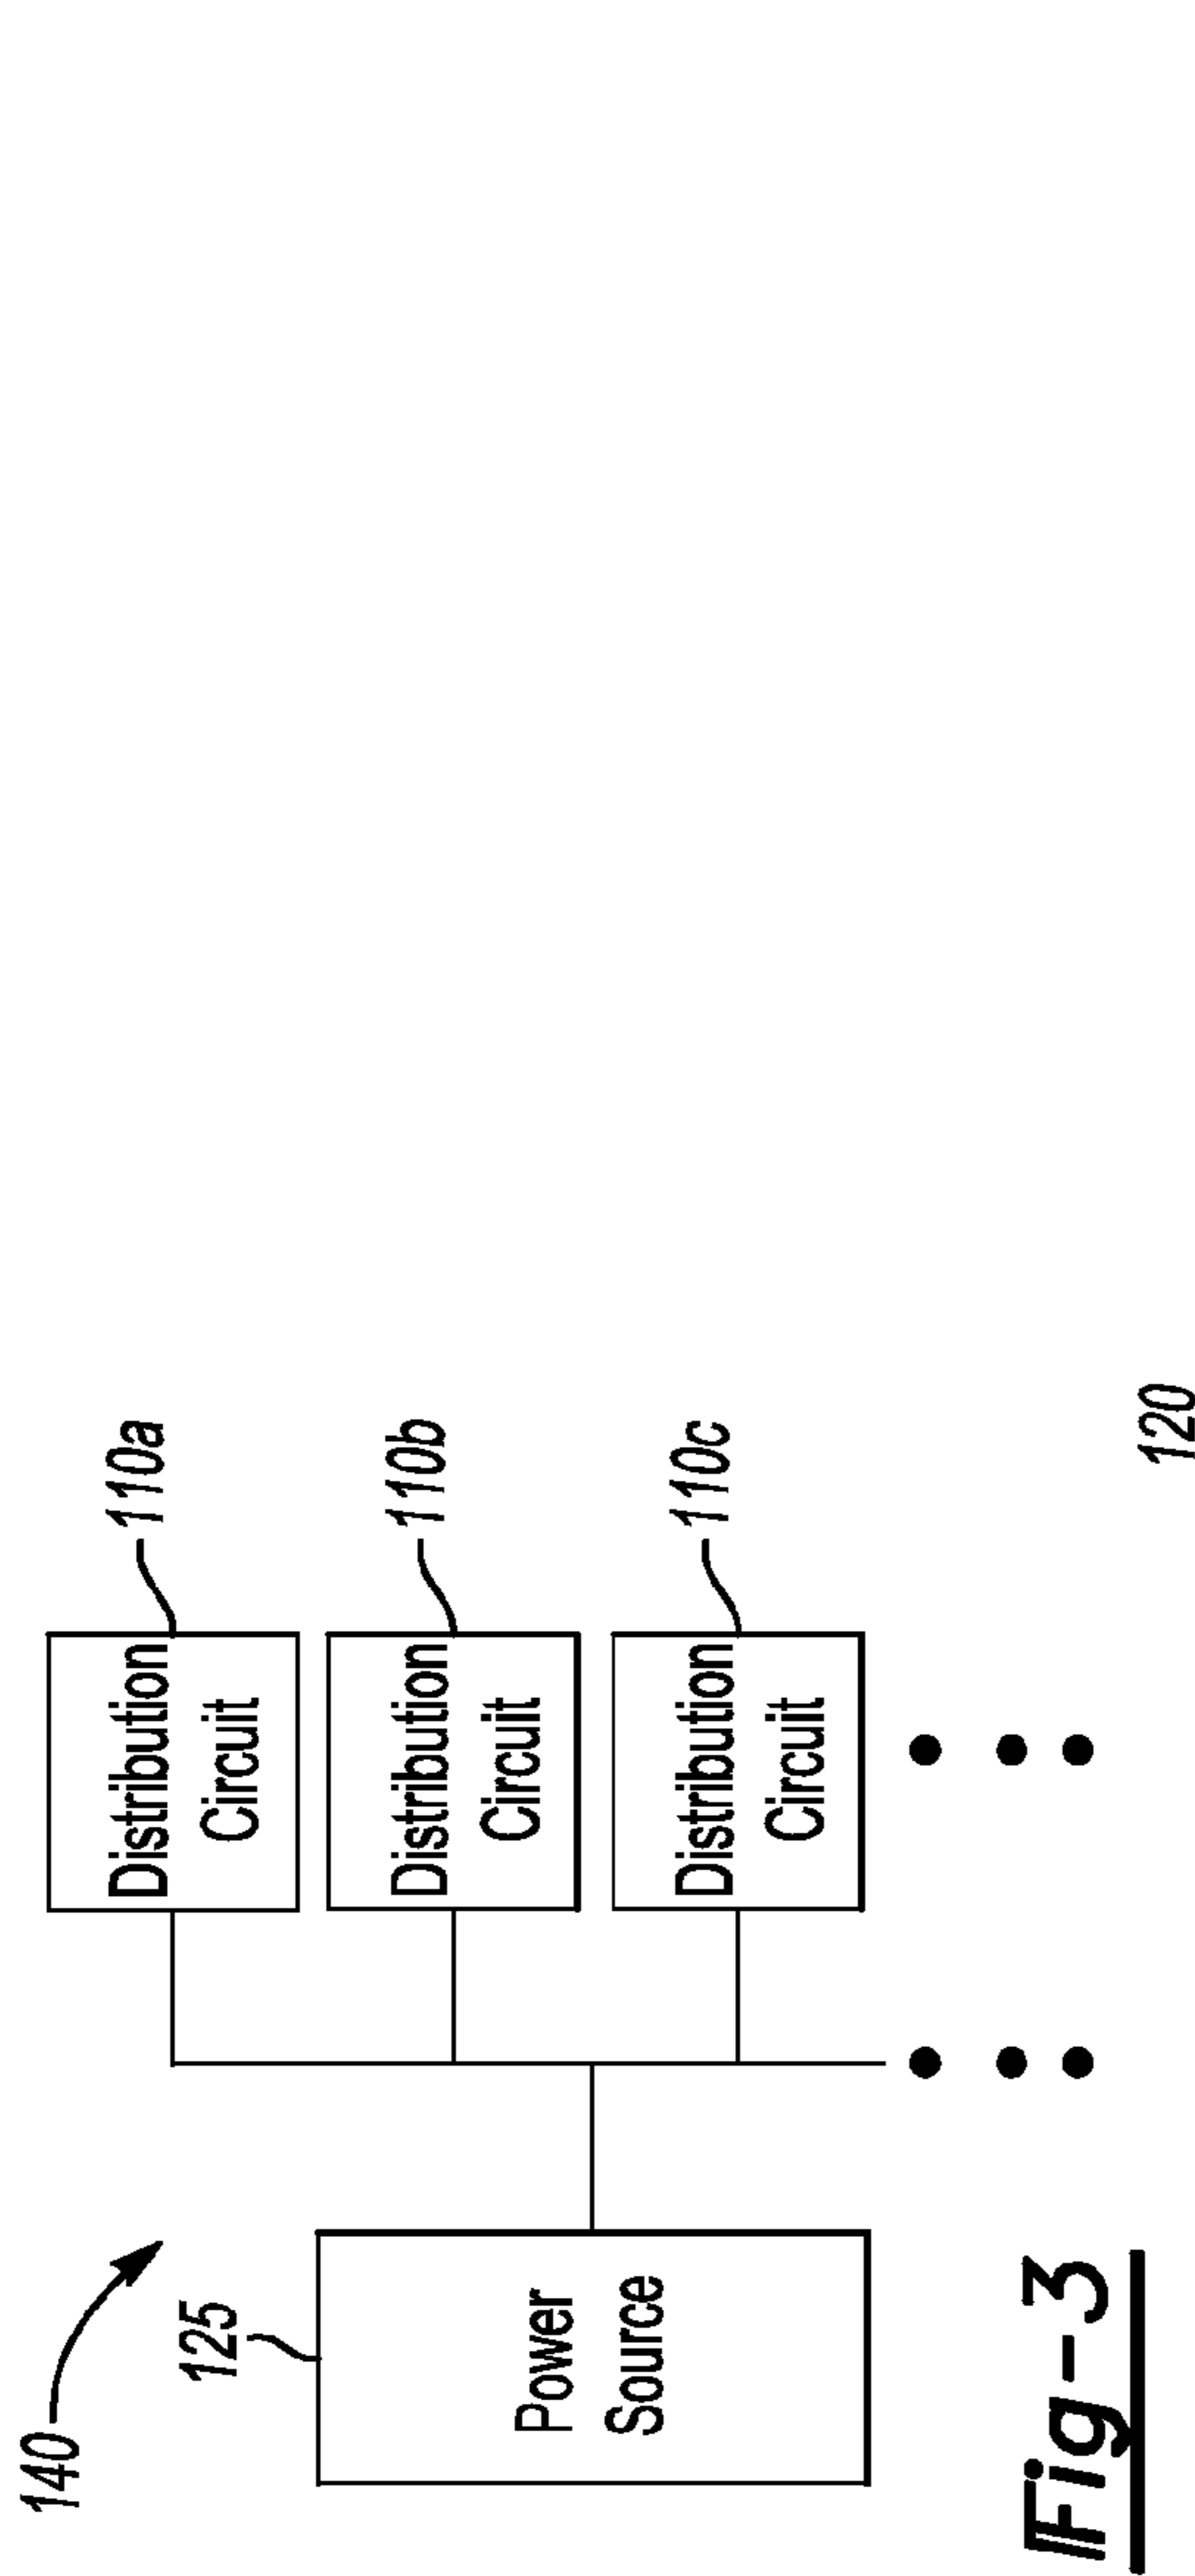 140
125
Power
Source
Distribution
Circuit
110a
Distribution
Circuit
110b
Distribution
Circuit
110c
Fig-3
120